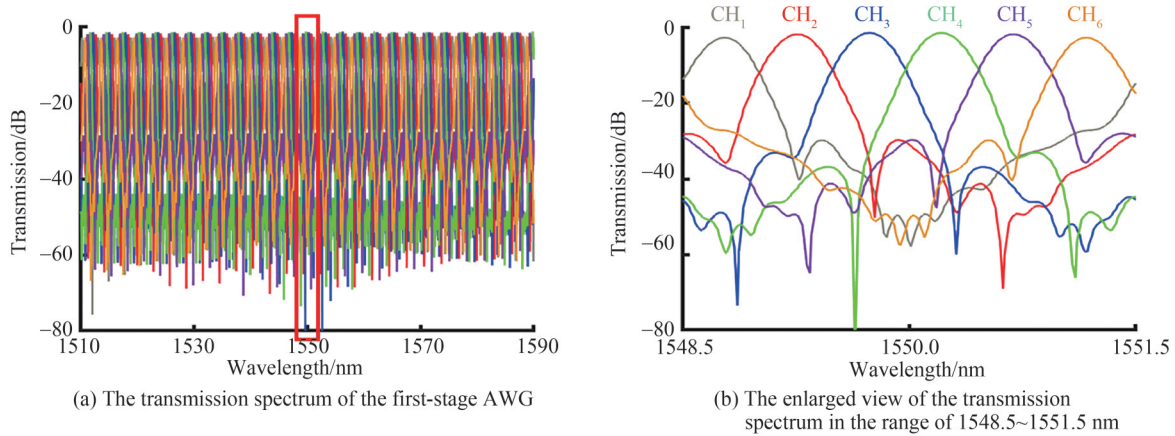 0
−20
−40
−60
−80
Transmission/dB
1510
1530
1550
1570
1590
Wavelength/nm
(a) The transmission spectrum of the first-stage AWG
CH1 CH2 CH3 CH4 CH5 CH6
0
−20
−40
−60
−80
Transmission/dB
1548.5
1550.0
1551.5
Wavelength/nm
(b) The enlarged view of the transmission
spectrum in the range of 1548.5~1551.5 nm